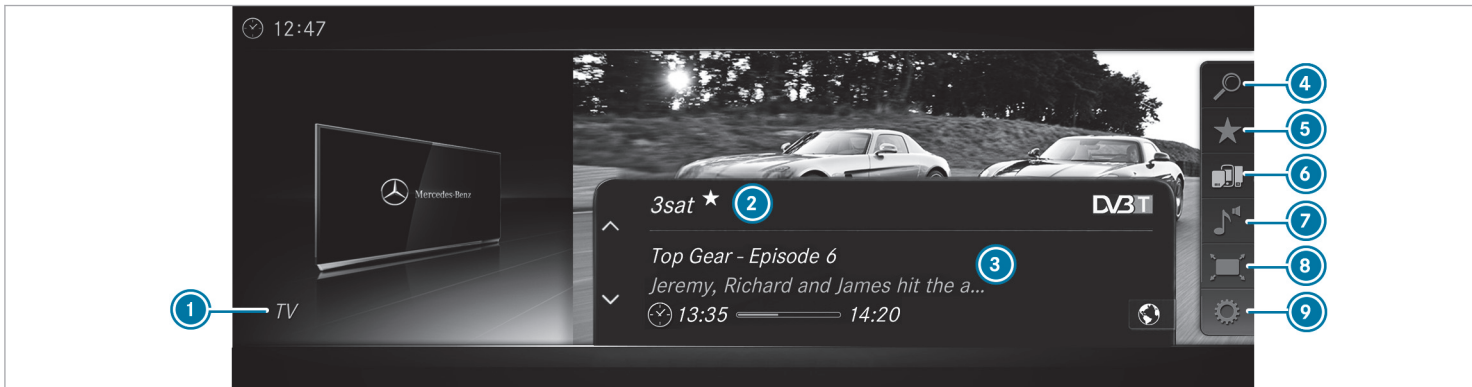 12:47
Mercedes-Benz
3sat
DVB T
Top Gear - Episode 6
Jeremy, Richard and James hit the a...
13:35 14:20
TV
1
2
3
4
5
6
7
8
9